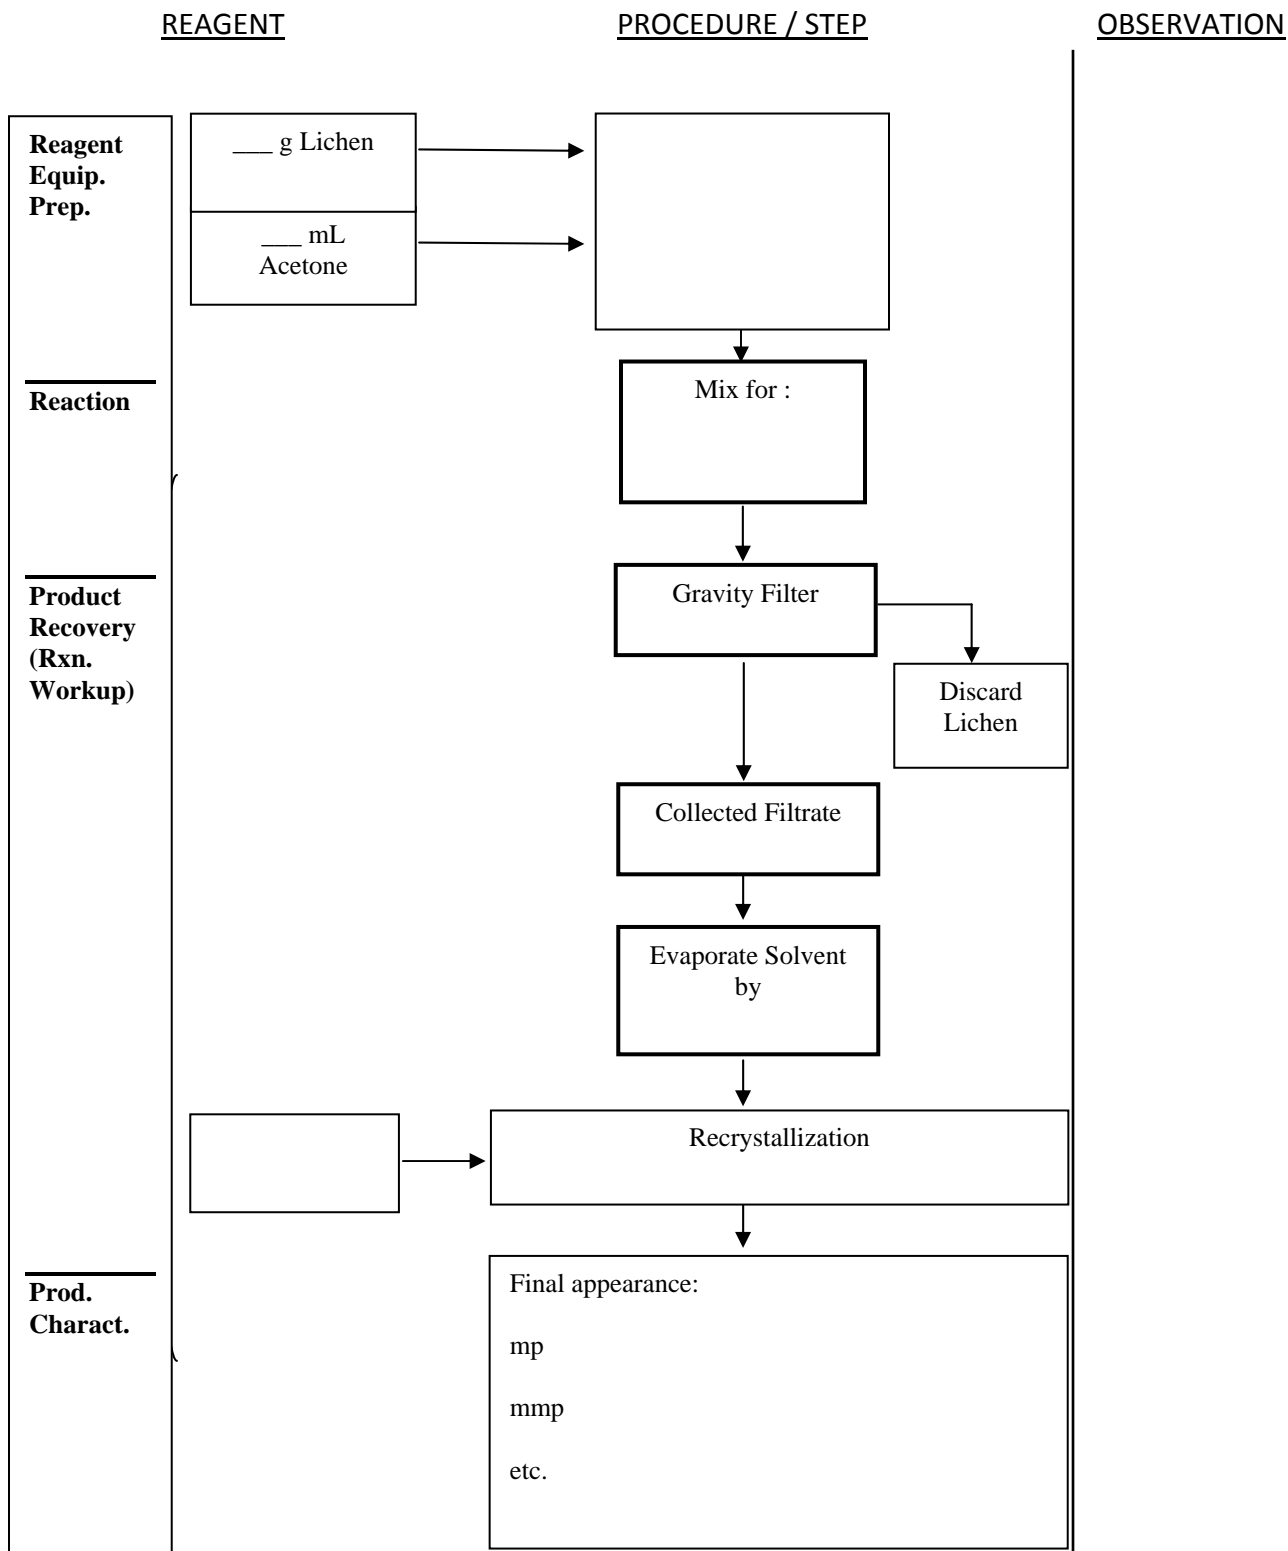 REAGENT
PROCEDURE / STEP
OBSERVATION
Reagent
Equip.
Prep.
___ g Lichen
___ mL
Acetone
Reaction
Mix for :
Product
Recovery
(Rxn.
Workup)
Gravity Filter
Discard
Lichen
Collected Filtrate
Evaporate Solvent
by
Recrystallization
Prod.
Charact.
Final appearance:
mp
mmp
etc.